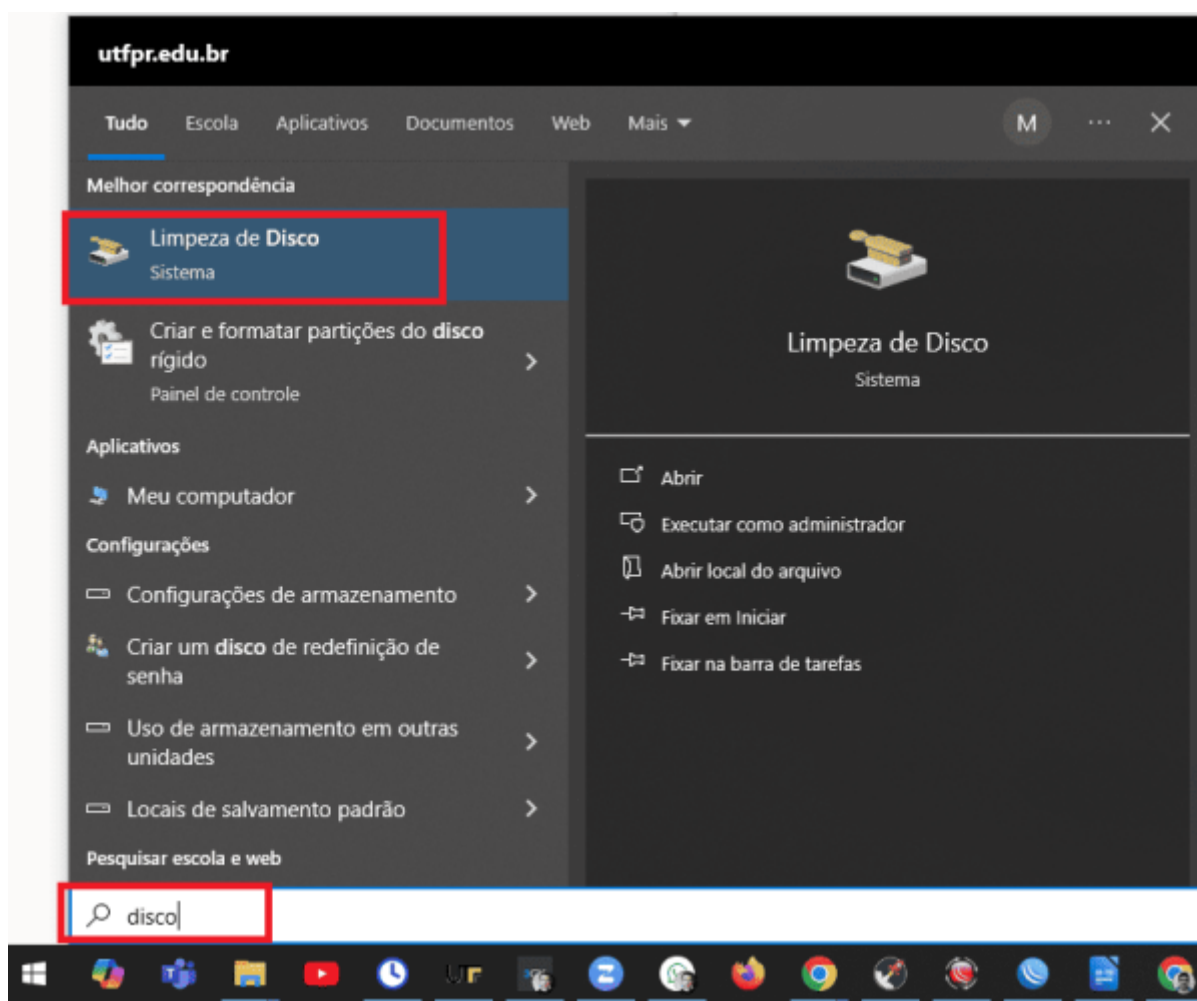 utfpr.edu.br
Tudo Escola Aplicativos Documentos Web Mais M ...
Melhor correspondência
Limpeza de Disco
Sistema
Criar e formatar partições do disco
rígido
Painel de controle
Aplicativos
Meu computador
Configurações
Configurações de armazenamento
Criar um disco de redefinição de
senha
Uso de armazenamento em outras
unidades
Locais de salvamento padrão
Pesquisar escola e web
disco
Limpeza de Disco
Sistema
Abrir
Executar como administrador
Abrir local do arquivo
Fixar em Iniciar
Fixar na barra de tarefas